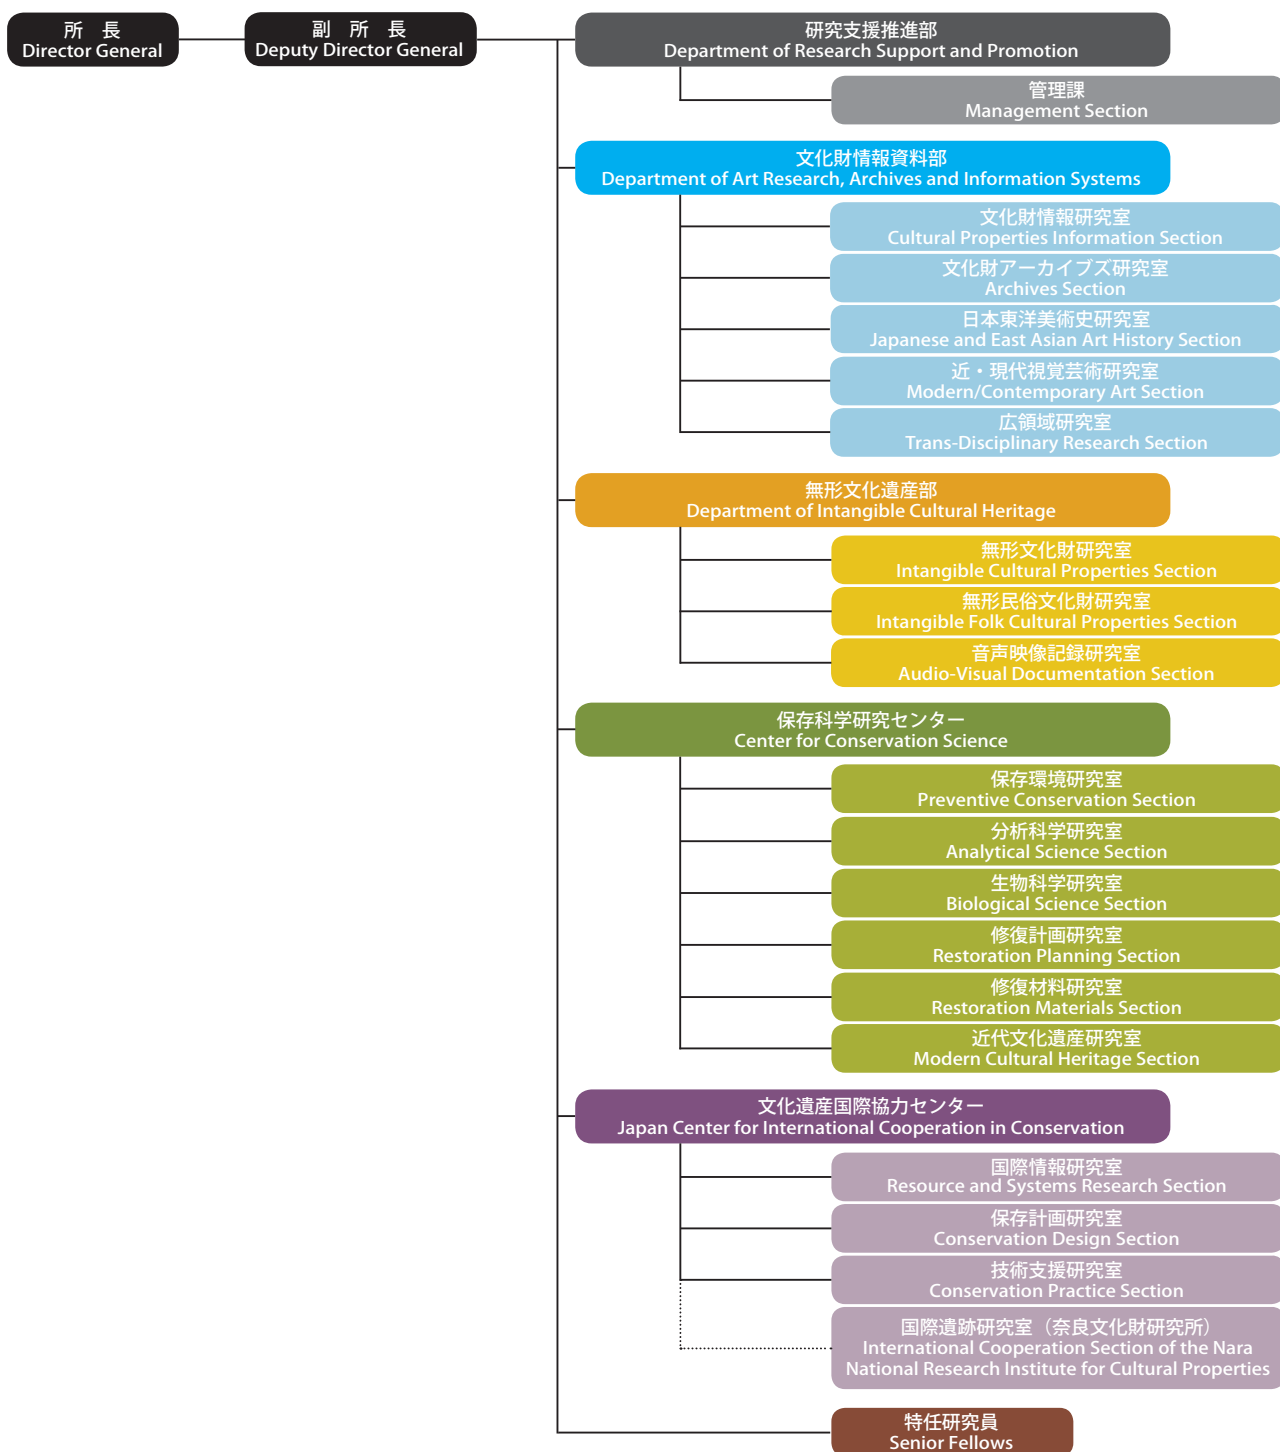 所　長
Director General
副　所　長
Deputy Director General
研究支援推進部
Department of Research Support and Promotion
管理課
Management Section
文化財情報資料部
Department of Art Research, Archives and Information Systems
文化財情報研究室
Cultural Properties Information Section
文化財アーカイブズ研究室
Archives Section
日本東洋美術史研究室
Japanese and East Asian Art History Section
近・現代視覚芸術研究室
Modern/Contemporary Art Section
広領域研究室
Trans-Disciplinary Research Section
無形文化遺産部
Department of Intangible Cultural Heritage
無形文化財研究室
Intangible Cultural Properties Section
無形民俗文化財研究室
Intangible Folk Cultural Properties Section
音声映像記録研究室
Audio-Visual Documentation Section
保存科学研究センター
Center for Conservation Science
保存環境研究室
Preventive Conservation Section
分析科学研究室
Analytical Science Section
生物科学研究室
Biological Science Section
修復計画研究室
Restoration Planning Section
修復材料研究室
Restoration Materials Section
近代文化遺産研究室
Modern Cultural Heritage Section
文化遺産国際協力センター
Japan Center for International Cooperation in Conservation
国際情報研究室
Resource and Systems Research Section
保存計画研究室
Conservation Design Section
技術支援研究室
Conservation Practice Section
国際遺跡研究室（奈良文化財研究所）
International Cooperation Section of the Nara
National Research Institute for Cultural Properties
特任研究員
Senior Fellows